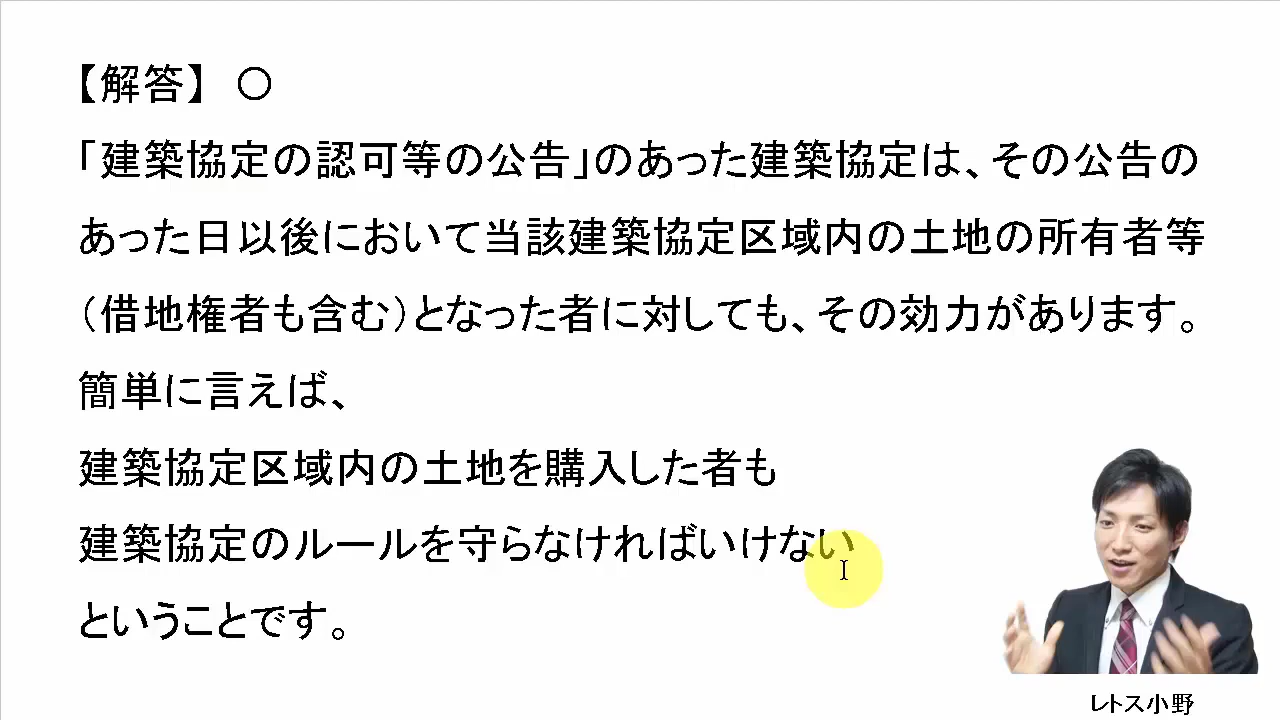 【解答】 ○
「建築協定の認可等の公告」のあった建築協定は、その公告の
あった日以後において当該建築協定区域内の土地の所有者等
（借地権者も含む）となった者に対しても、その効力があります。
簡単に言えば、
建築協定区域内の土地を購入した者も
建築協定のルールを守らなければいけない
ということです。
レトス小野